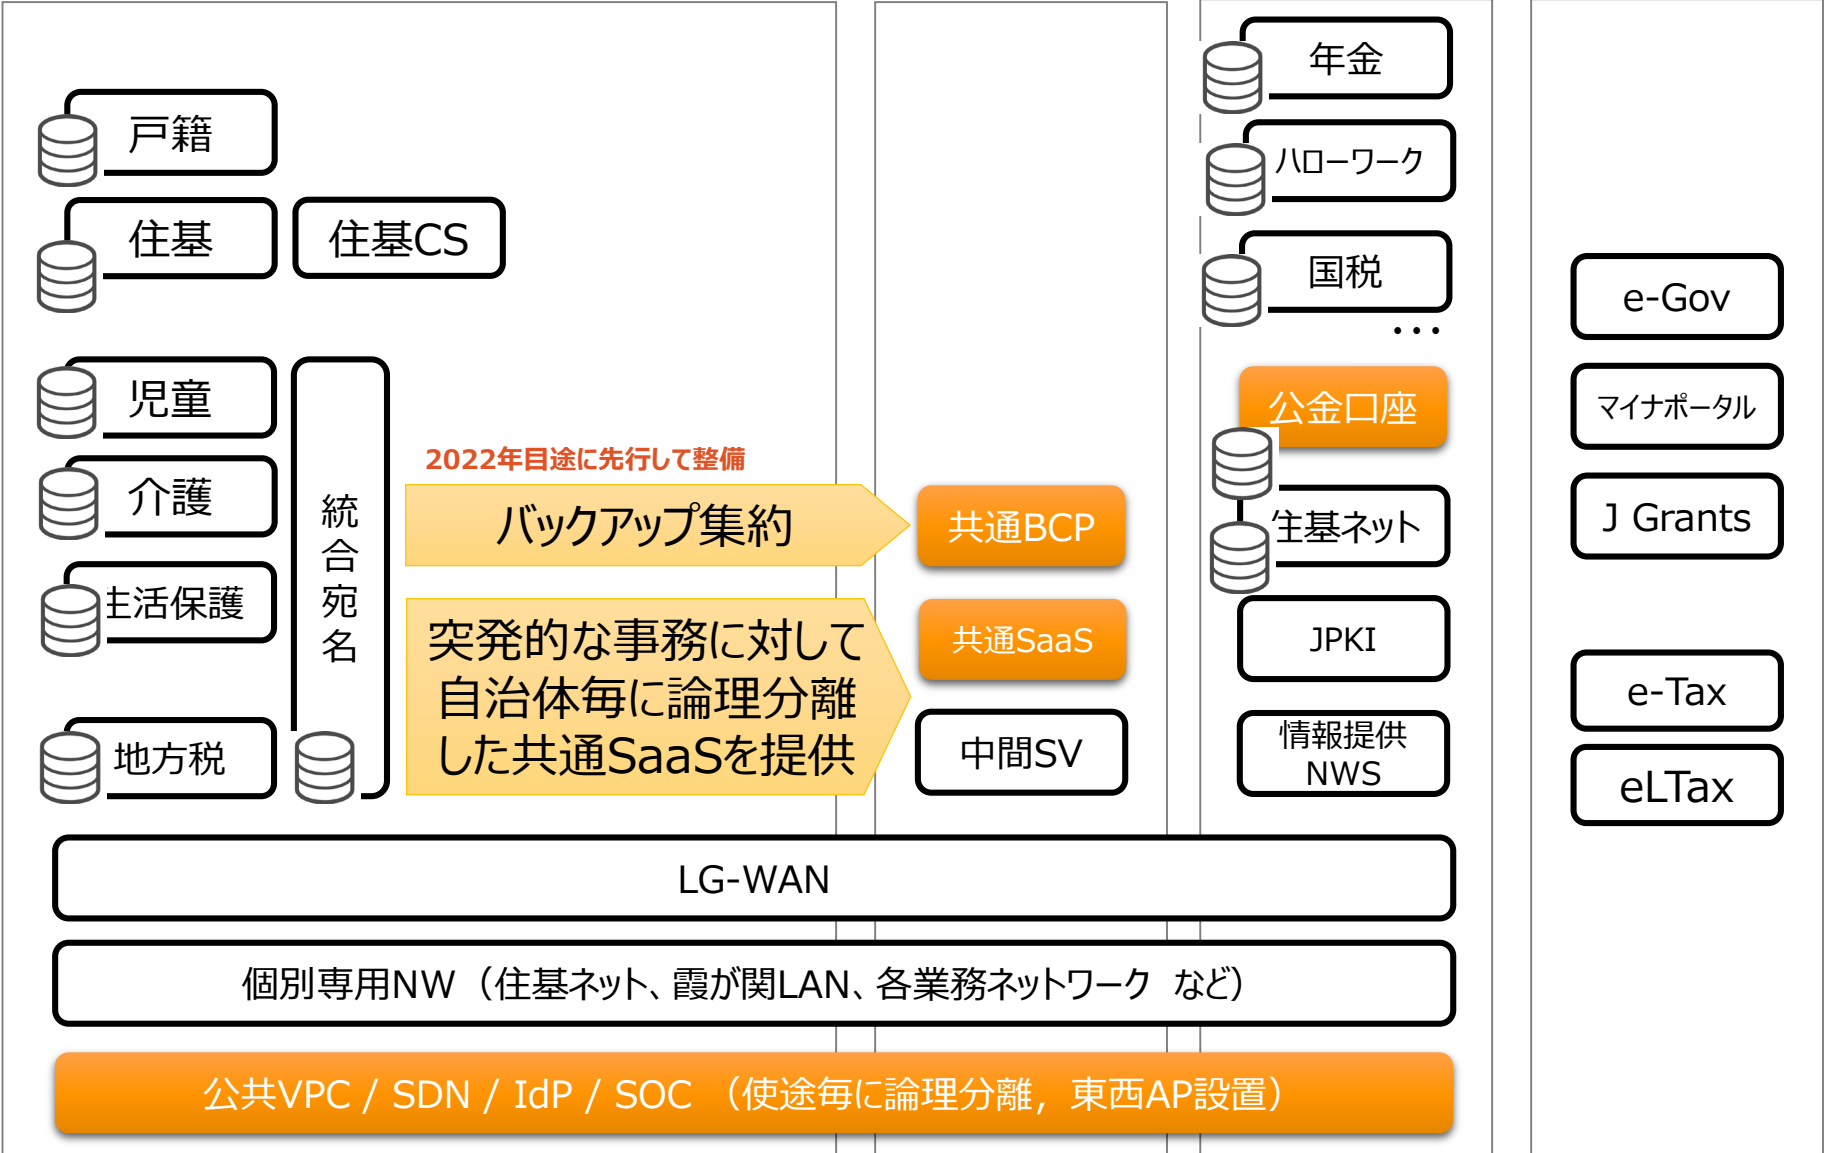 戸籍
住基
住基CS
児童
介護
生活保護
地方税
統合宛名
2022年目途に先行して整備
バックアップ集約
突発的な事務に対して
自治体毎に論理分離
した共通SaaSを提供
共通BCP
共通SaaS
中間SV
年金
ハローワーク
国税
・・・
公金口座
住基ネット
JPKI
情報提供
NWS
e-Gov
マイナポータル
J Grants
e-Tax
eLTax
LG-WAN
個別専用NW（住基ネット、霞が関LAN、各業務ネットワーク など）
公共VPC / SDN / IdP / SOC （使途毎に論理分離，東西AP設置）